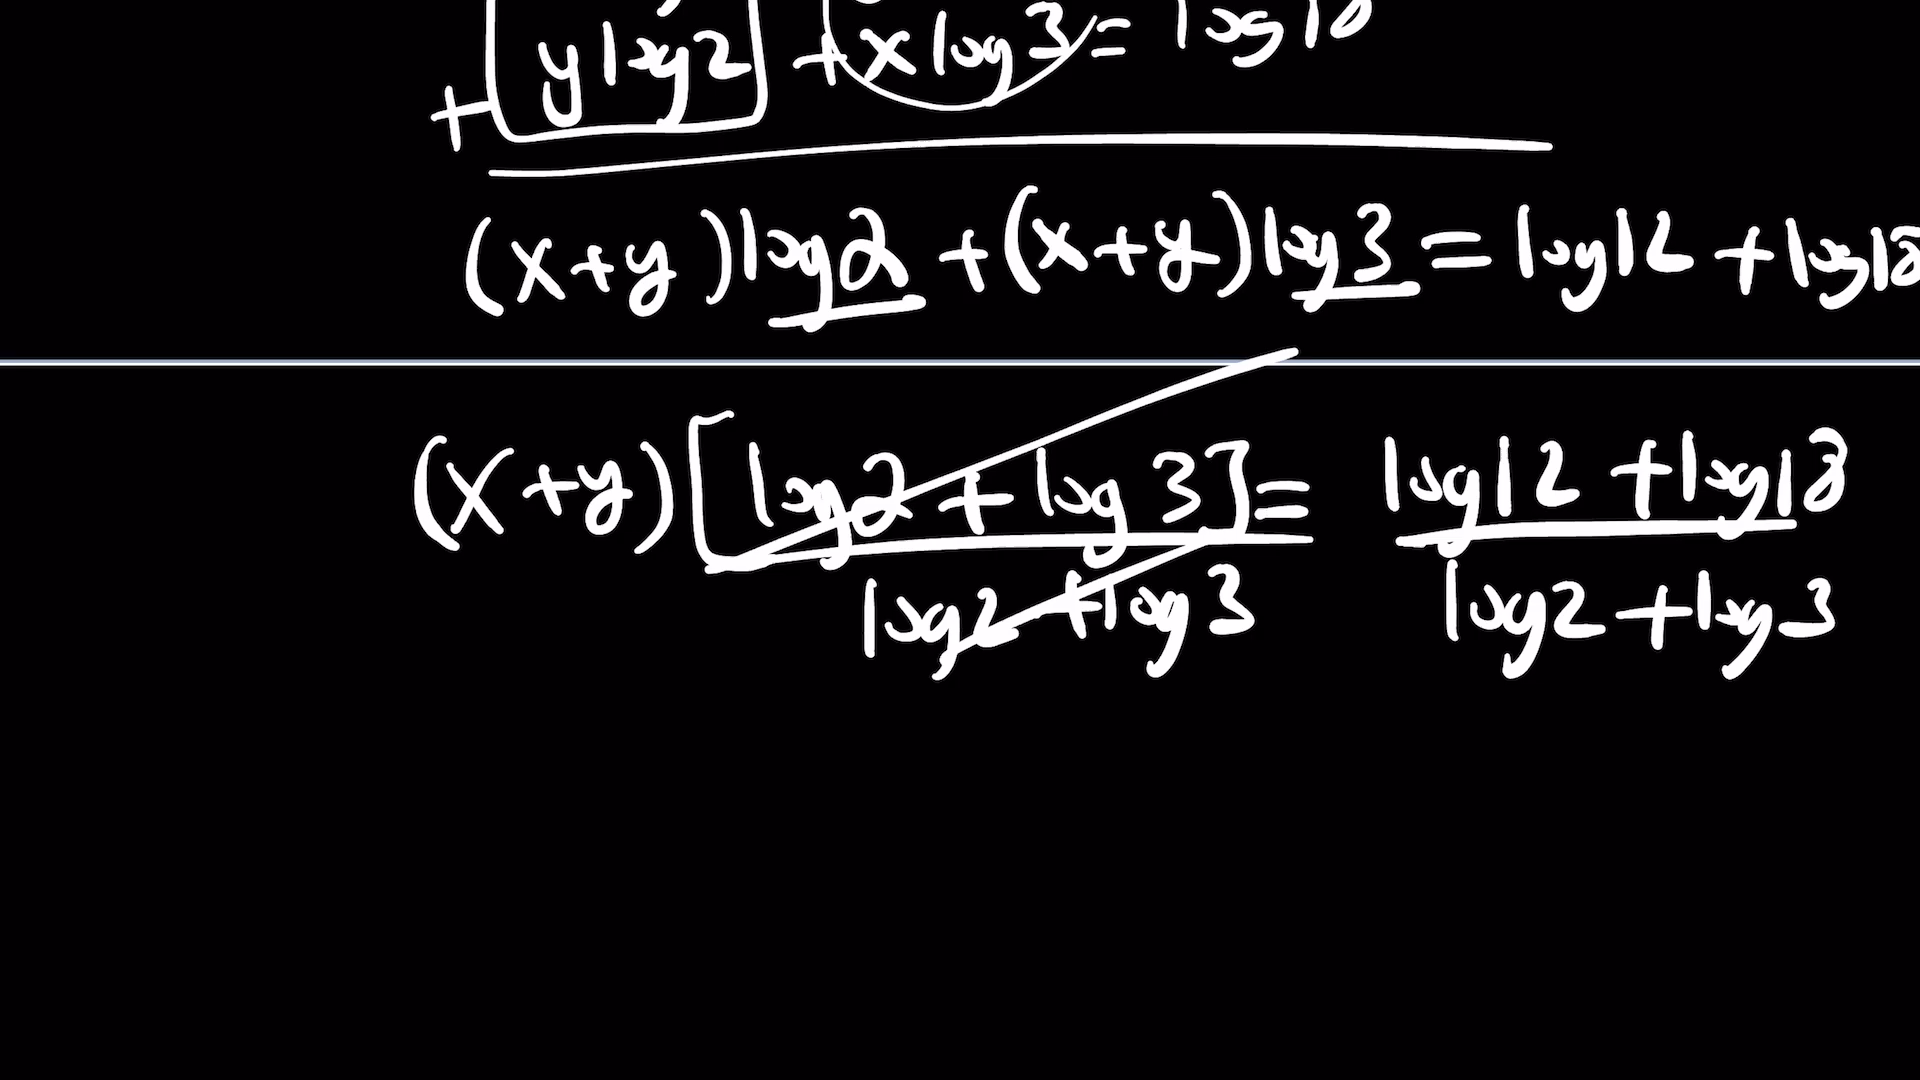 + y log2 + x log3 = log18
(x+y) log2 + (x+y) log3 = log12 + log18
(x+y) [log2 + log3] = log12 + log18
log2 + log3 log2 + log3